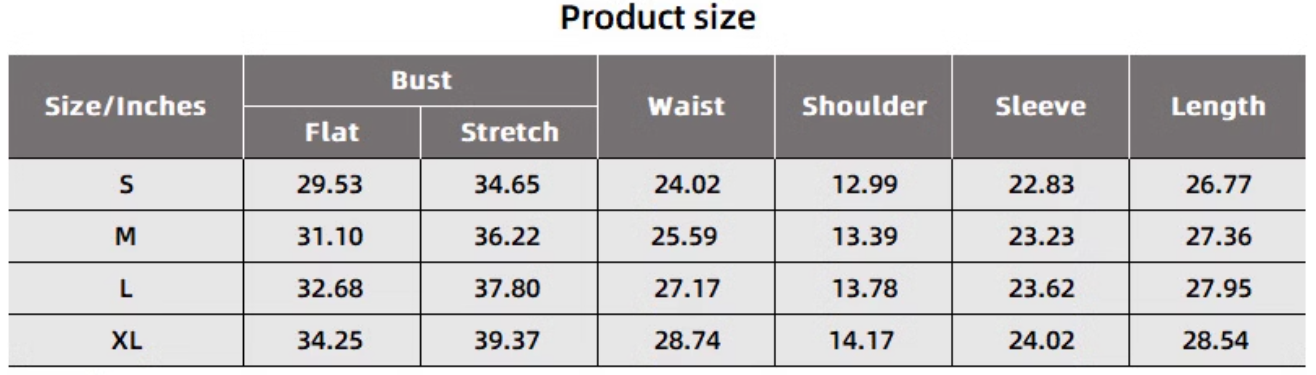 Product size
Size/Inches Bust Waist Shoulder Sleeve Length
Flat Stretch
S 29.53 34.65 24.02 12.99 22.83 26.77
M 31.10 36.22 25.59 13.39 23.23 27.36
L 32.68 37.80 27.17 13.78 23.62 27.95
XL 34.25 39.37 28.74 14.17 24.02 28.54